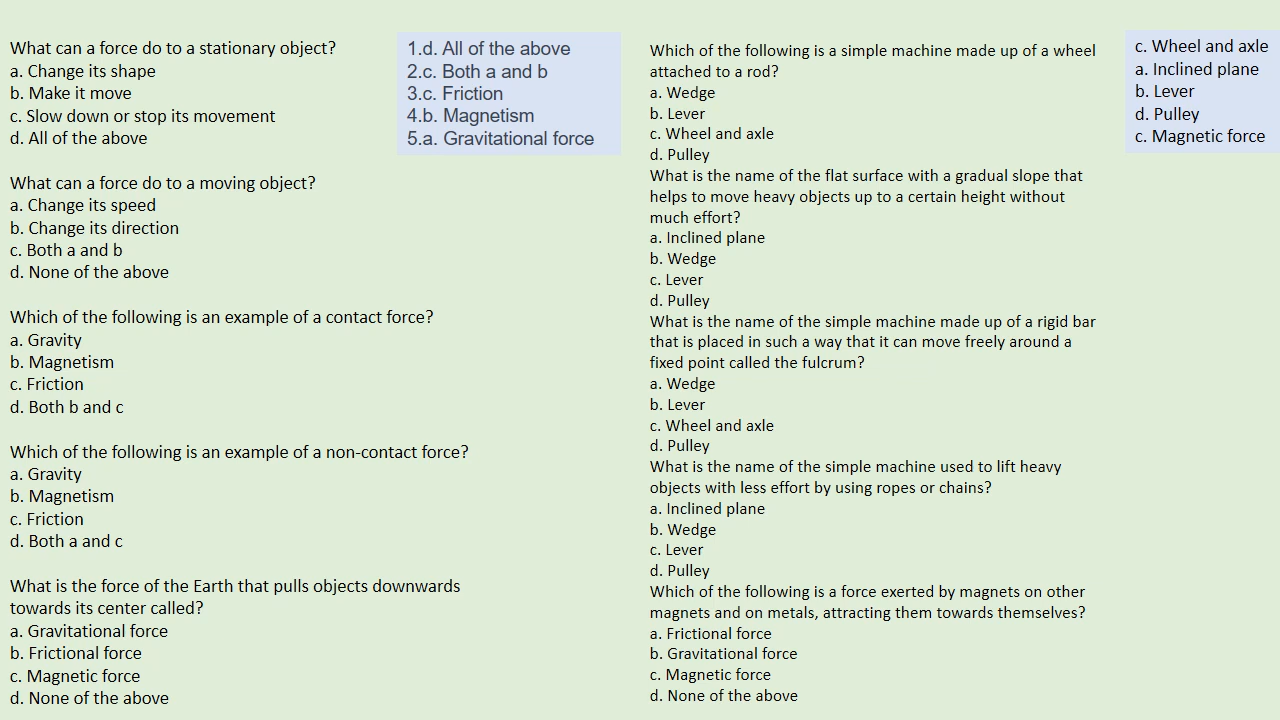 What can a force do to a stationary object?
a. Change its shape
b. Make it move
c. Slow down or stop its movement
d. All of the above
What can a force do to a moving object?
a. Change its speed
b. Change its direction
c. Both a and b
d. None of the above
Which of the following is an example of a contact force?
a. Gravity
b. Magnetism
c. Friction
d. Both b and c
Which of the following is an example of a non-contact force?
a. Gravity
b. Magnetism
c. Friction
d. Both a and c
What is the force of the Earth that pulls objects downwards
towards its center called?
a. Gravitational force
b. Frictional force
c. Magnetic force
d. None of the above
1.d. All of the above
2.c. Both a and b
3.c. Friction
4.b. Magnetism
5.a. Gravitational force
Which of the following is a simple machine made up of a wheel
attached to a rod?
a. Wedge
b. Lever
c. Wheel and axle
d. Pulley
What is the name of the flat surface with a gradual slope that
helps to move heavy objects up to a certain height without
much effort?
a. Inclined plane
b. Wedge
c. Lever
d. Pulley
What is the name of the simple machine made up of a rigid bar
that is placed in such a way that it can move freely around a
fixed point called the fulcrum?
a. Wedge
b. Lever
c. Wheel and axle
d. Pulley
What is the name of the simple machine used to lift heavy
objects with less effort by using ropes or chains?
a. Inclined plane
b. Wedge
c. Lever
d. Pulley
Which of the following is a force exerted by magnets on other
magnets and on metals, attracting them towards themselves?
a. Frictional force
b. Gravitational force
c. Magnetic force
d. None of the above
c. Wheel and axle
a. Inclined plane
b. Lever
d. Pulley
c. Magnetic force